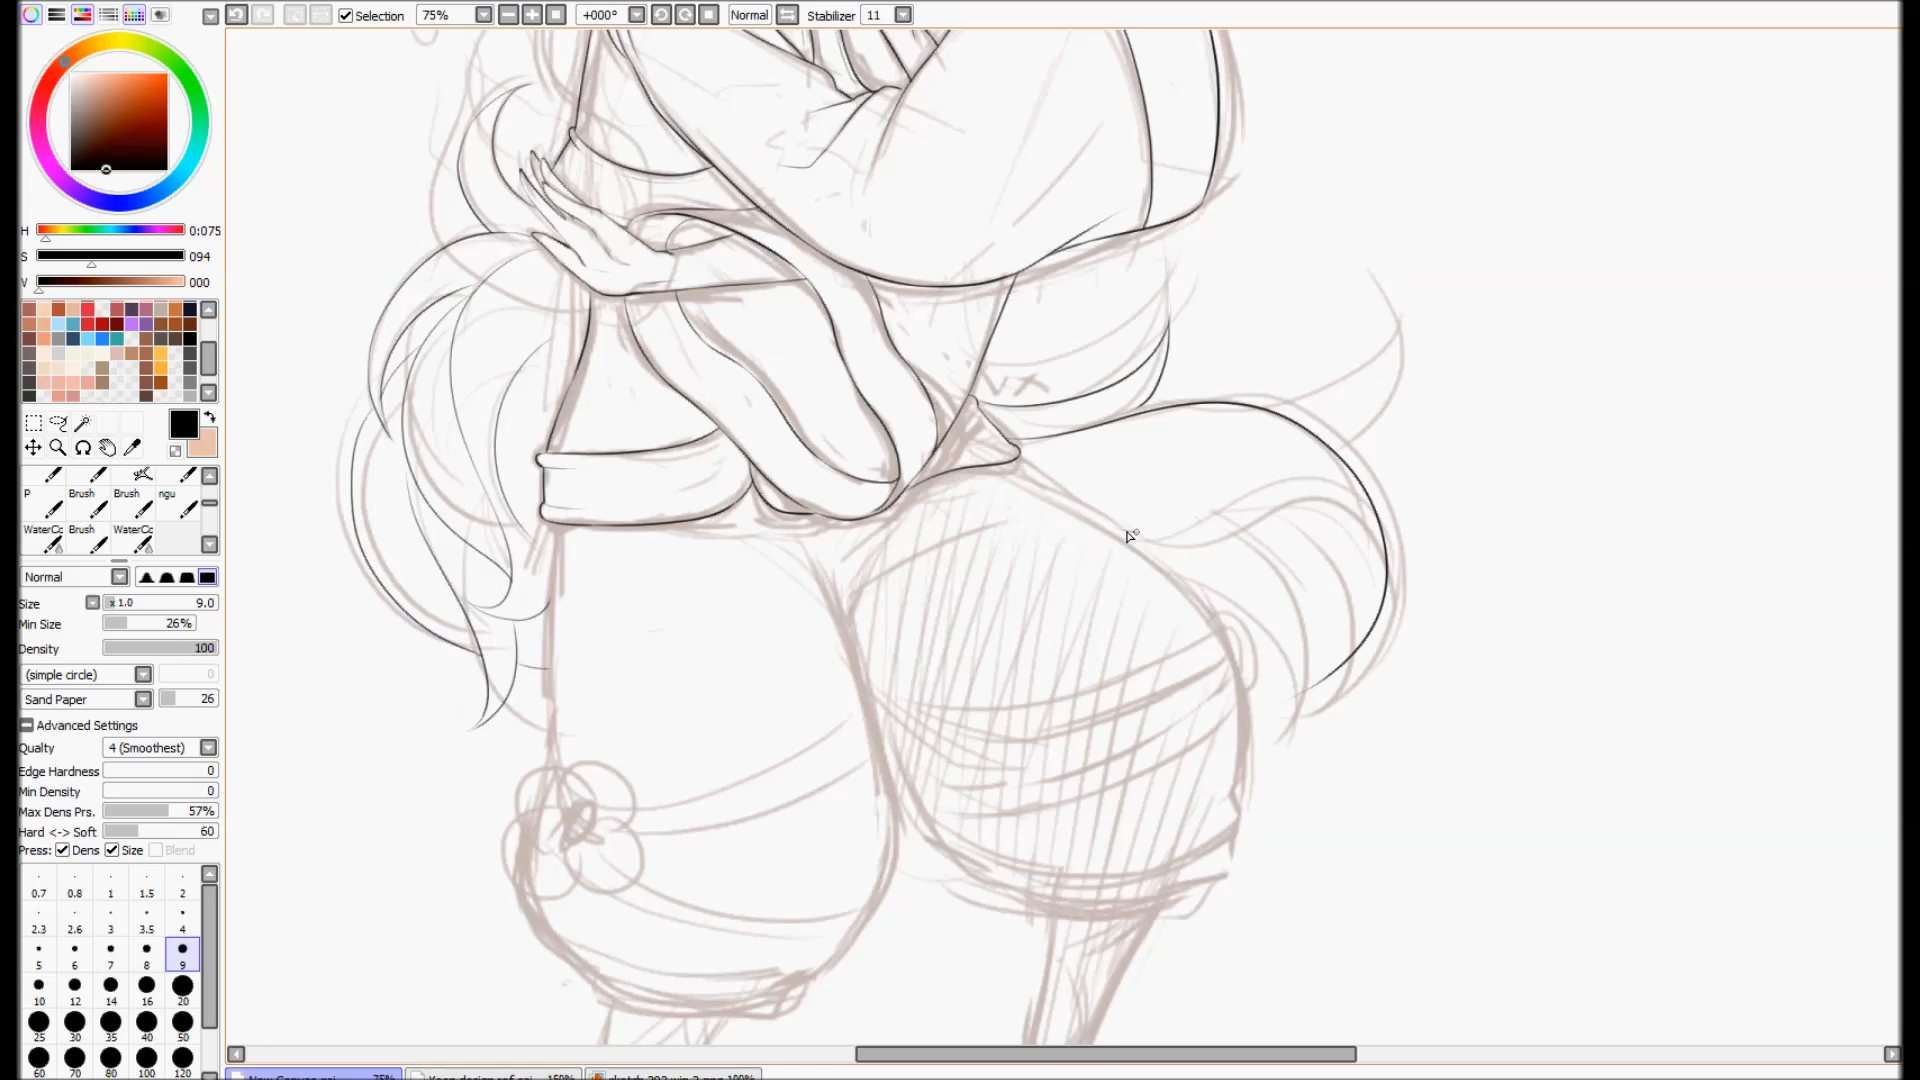 Selection 75% +000° Normal Stabilizer 11
H 0:075
S 094
V 000
P Brush Brush ngu
WaterCc Brush WaterCc
Normal
Size x 1.0 9.0
Min Size 26%
Density 100
(simple circle) 0
Sand Paper 26
Advanced Settings
Qualty 4 (Smoothest)
Edge Hardness 0
Min Density 0
Max Dens Prs. 57%
Hard <-> Soft 60
Press: Dens Size Blend
0.7 0.8 1 1.5 2
2.3 2.6 3 3.5 4
5 6 7 8 9
10 12 14 16 20
25 30 35 40 50
60 70 80 100 120